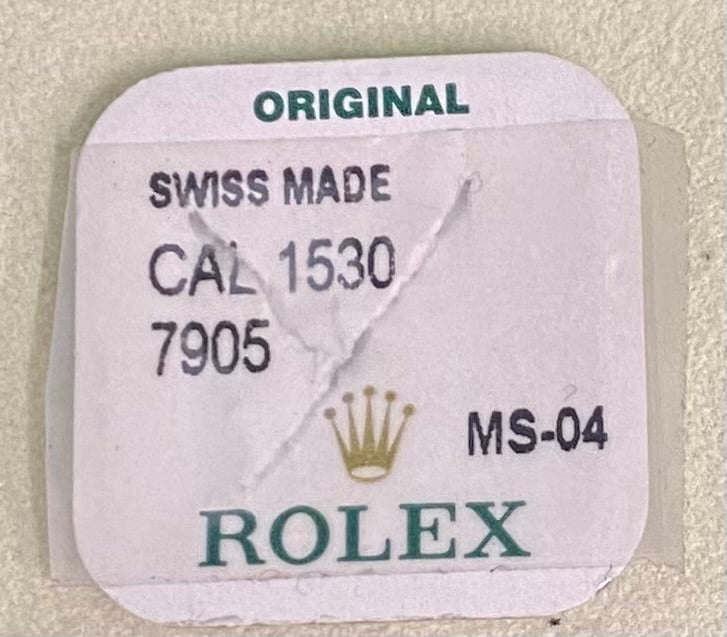 ORIGINAL
SWISS MADE
CAL 1530
7905
MS-04
ROLEX